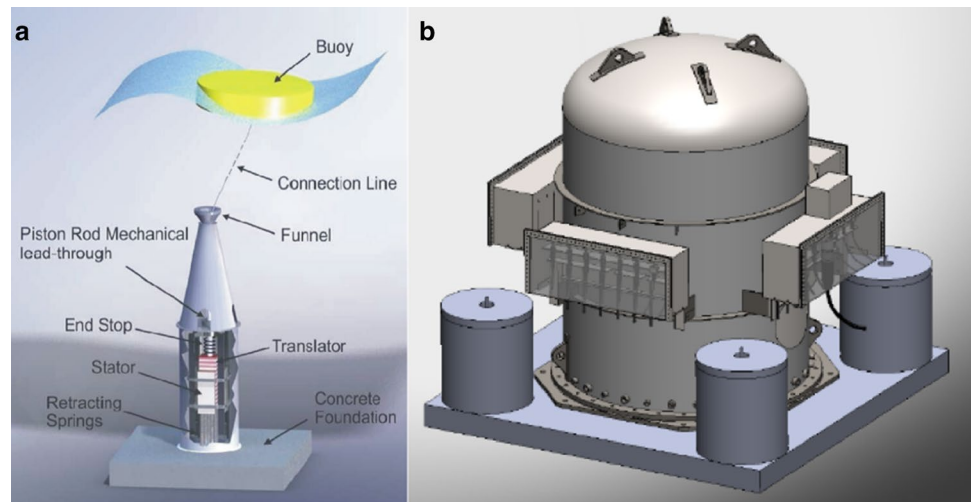 a
b
Buoy
Connection Line
Funnel
Piston Rod Mechanical
lead-through
End Stop
Translator
Stator
Retracting
Springs
Concrete
Foundation